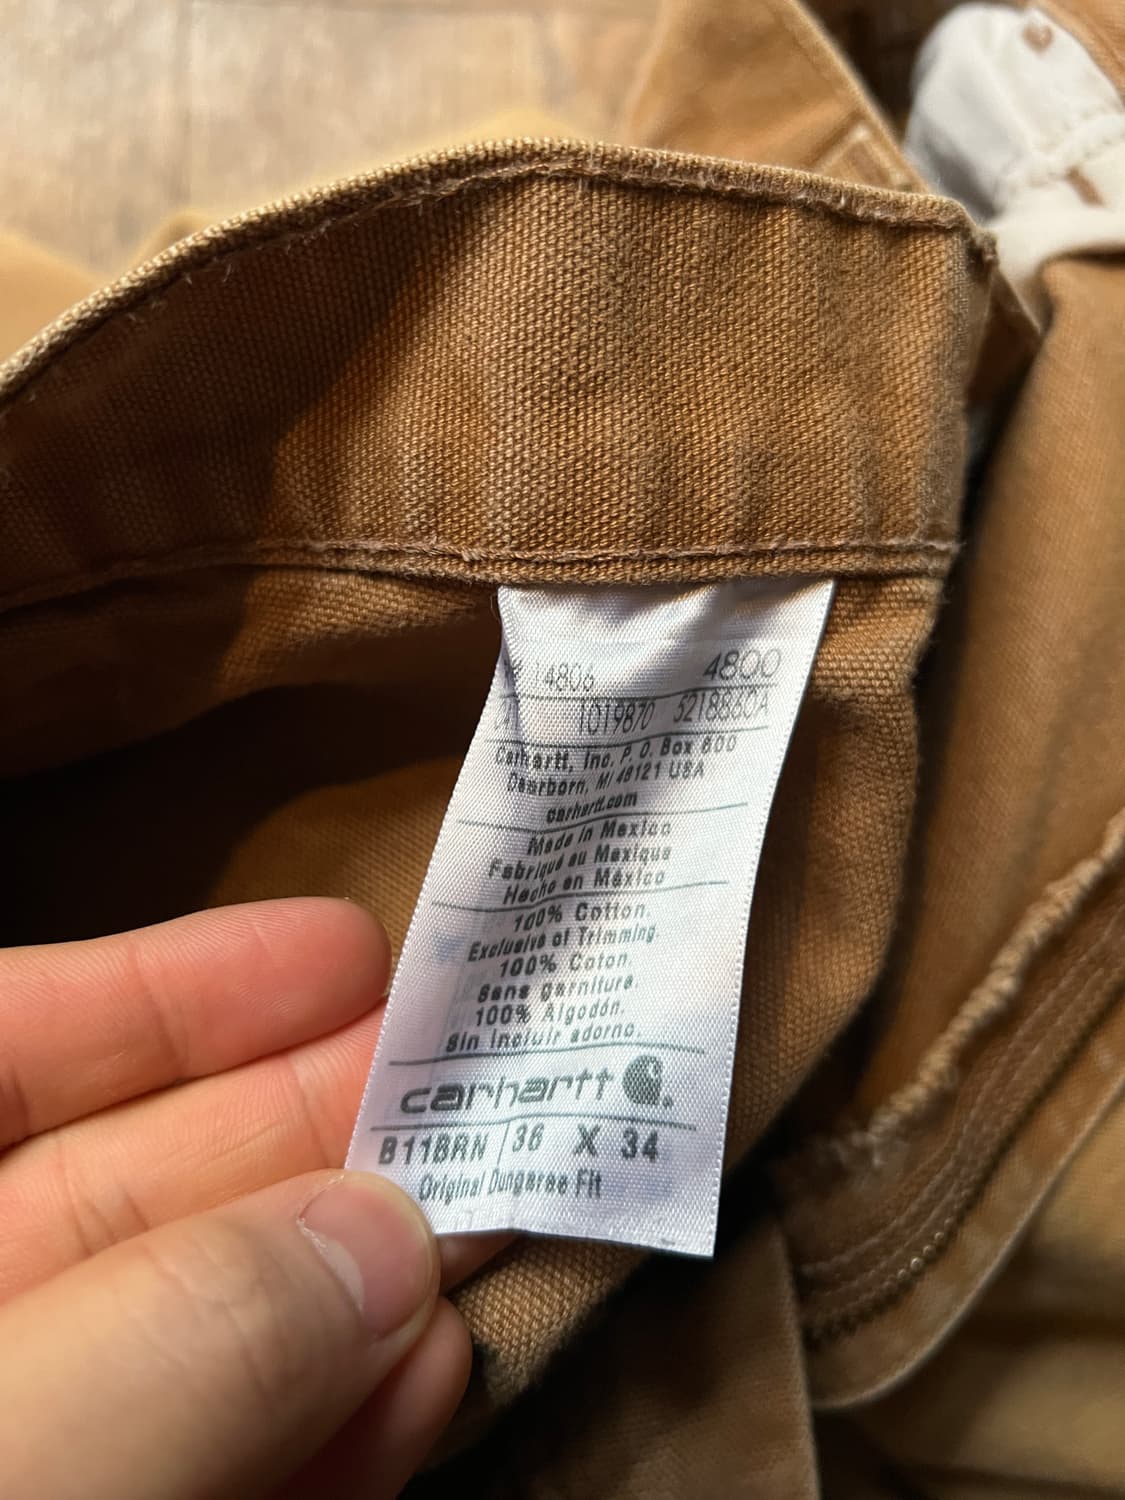 14806 4800
1019870 5218830A
Carhartt, Inc. P. O. Box 600
Dearborn, MI 48121 USA
carhartt.com
Made in Mexico
Fabriqué au Mexique
Hecho en México
100% Cotton.
Exclusive of Trimming.
100% Coton.
Sans garniture.
100% Algodón.
Sin incluir adorno.
carhartt
B11BRN 36 X 34
Original Dungaree Fit